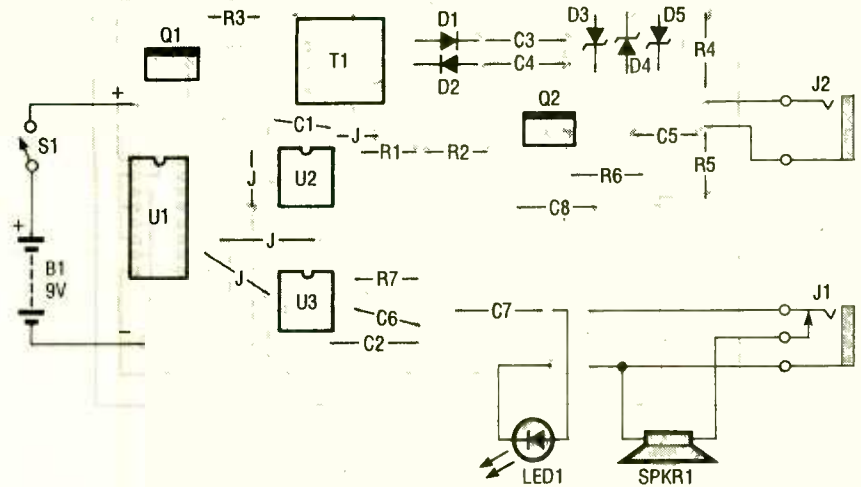 R3
D1
D3
D5
Q1
C3
R4
T1
C4
D4
D2
J2
+
Q2
C1
J
C5
S1
R1
R2
R5
U2
J
R6
U1
C8
+
J
B1
9V
J
R7
J1
U3
C6
C7
–
C2
LED1
SPKR1